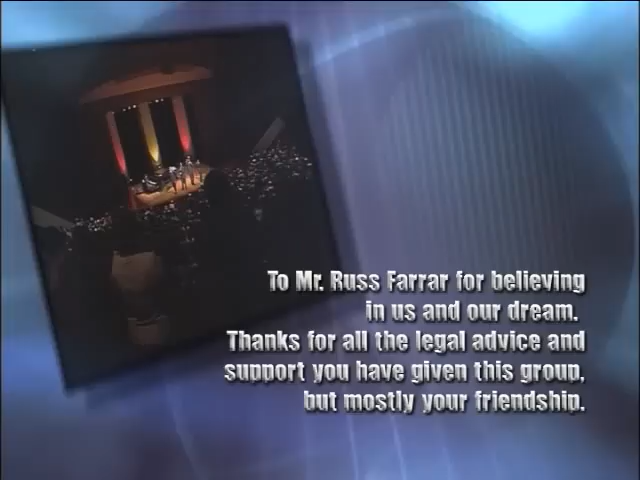 To Mr. Russ Farrar for believing
in us and our dream.
Thanks for all the legal advice and
support you have given this group,
but mostly your friendship.